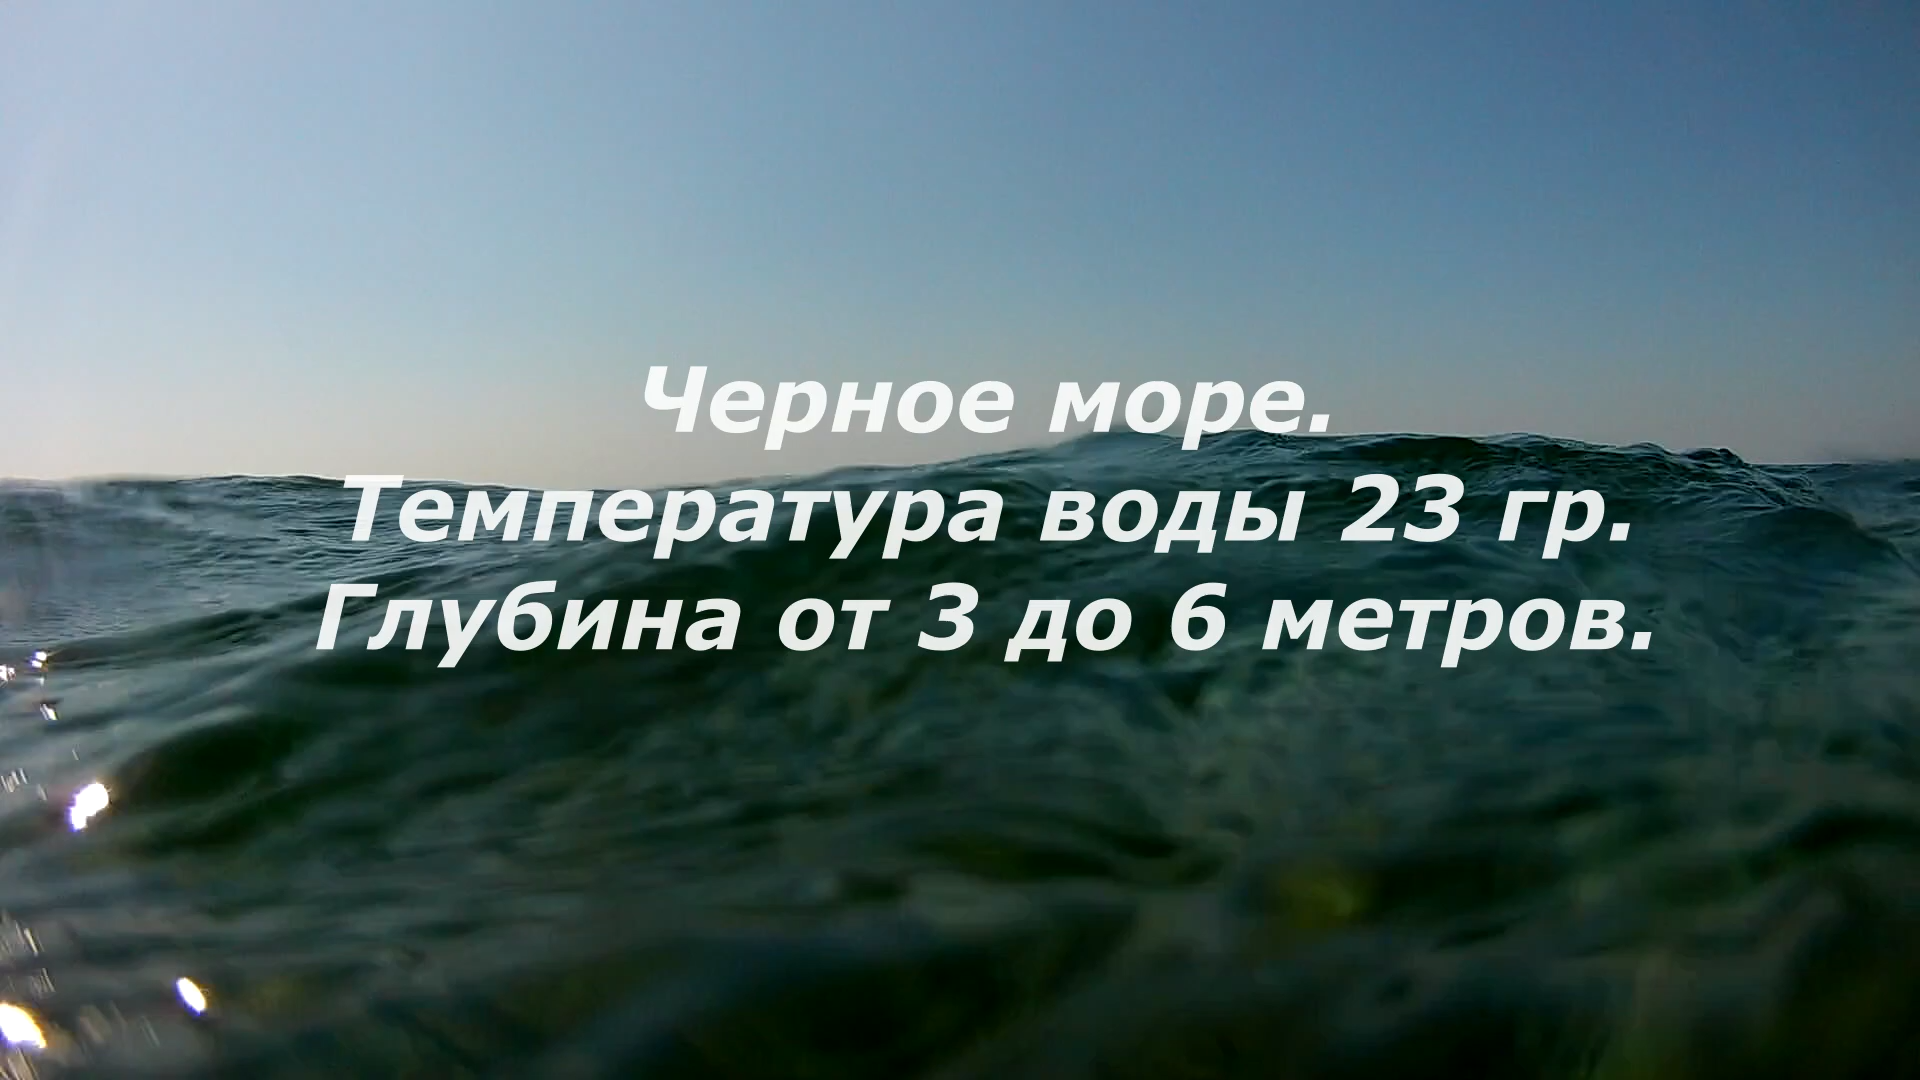 Черное море.
Температура воды 23 гр.
Глубина от 3 до 6 метров.